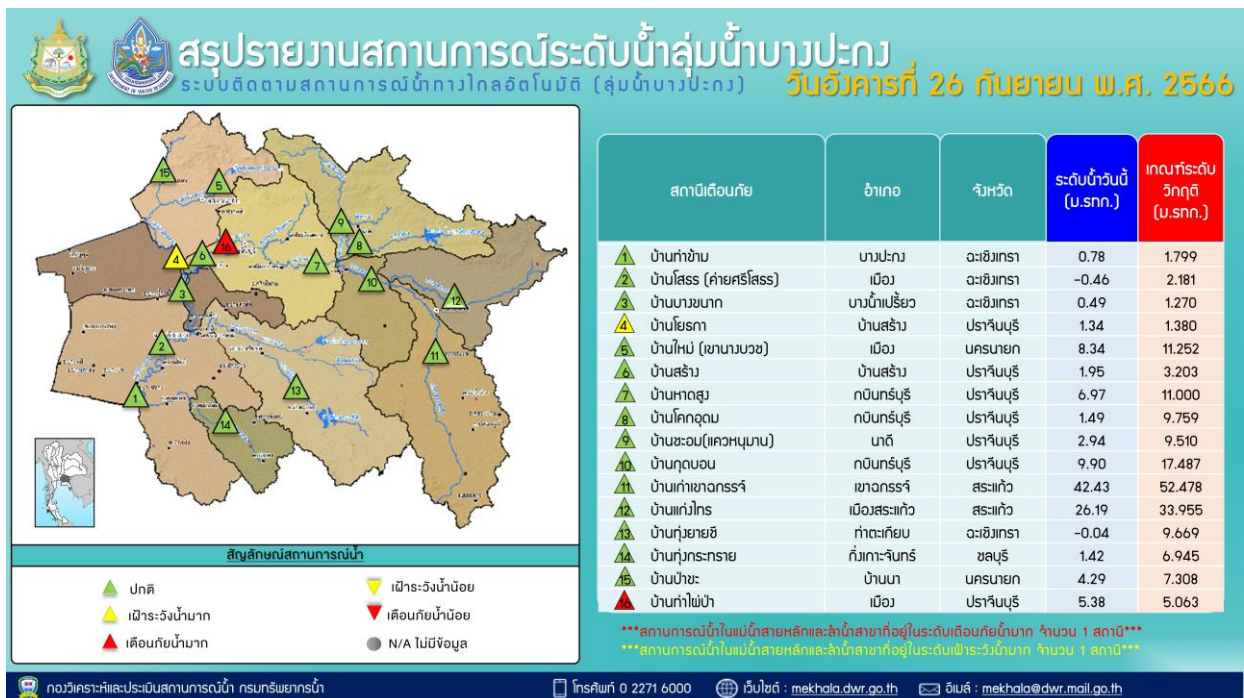 สรุปรายงานสถานการณ์ระดับน้ำลุ่มน้ำบางปะกง
ระบบติดตามสถานการณ์น้ำทางไกลอัตโนมัติ (ลุ่มน้ำบางปะกง)
วันอังคารที่ 26 กันยายน พ.ศ. 2566
สถานีเตือนภัย อำเภอ จังหวัด ระดับน้ำวันนี้ (ม.รทก.) เกณฑ์ระดับวิกฤติ (ม.รทก.)
1 บ้านท่าข้าม บางปะกง ฉะเชิงเทรา 0.78 1.799
2 บ้านโสธร (ค่ายศรีโสธร) เมือง ฉะเชิงเทรา -0.46 2.181
3 บ้านบางขนาก บางน้ำเปรี้ยว ฉะเชิงเทรา 0.49 1.270
4 บ้านโยธกา บ้านสร้าง ปราจีนบุรี 1.34 1.380
5 บ้านใหม่ (เขานางบวช) เมือง นครนายก 8.34 11.252
6 บ้านสร้าง บ้านสร้าง ปราจีนบุรี 1.95 3.203
7 บ้านหาดสูง กบินทร์บุรี ปราจีนบุรี 6.97 11.000
8 บ้านโคกอุดม กบินทร์บุรี ปราจีนบุรี 1.49 9.759
9 บ้านชะอม(แควหนุมาน) นาดี ปราจีนบุรี 2.94 9.510
10 บ้านกุดบอน กบินทร์บุรี ปราจีนบุรี 9.90 17.487
11 บ้านเก่าเขาฉกรรจ์ เขาฉกรรจ์ สระแก้ว 42.43 52.478
12 บ้านแก่งไทร เมืองสระแก้ว สระแก้ว 26.19 33.955
13 บ้านทุ่งยายชี ท่าตะเกียบ ฉะเชิงเทรา -0.04 9.669
14 บ้านทุ่งกระทราย กิ่งเกาะจันทร์ ชลบุรี 1.42 6.945
15 บ้านป่าขะ บ้านนา นครนายก 4.29 7.308
16 บ้านท่าไผ่ป่า เมือง ปราจีนบุรี 5.38 5.063
***สถานการณ์น้ำในแม่น้ำสายหลักและลำน้ำสาขาที่อยู่ในระดับเตือนภัยน้ำมาก จำนวน 1 สถานี***
***สถานการณ์น้ำในแม่น้ำสายหลักและลำน้ำสาขาที่อยู่ในระดับเฝ้าระวังน้ำมาก จำนวน 1 สถานี***
สัญลักษณ์สถานการณ์น้ำ
ปกติ
เฝ้าระวังน้ำน้อย
เฝ้าระวังน้ำมาก
เตือนภัยน้ำน้อย
เตือนภัยน้ำมาก
N/A ไม่มีข้อมูล
กองวิเคราะห์และประเมินสถานการณ์น้ำ กรมทรัพยากรน้ำ
โทรศัพท์ 0 2271 6000
เว็บไซต์ : mekhala.dwr.go.th
อีเมล์ : mekhala@dwr.mail.go.th